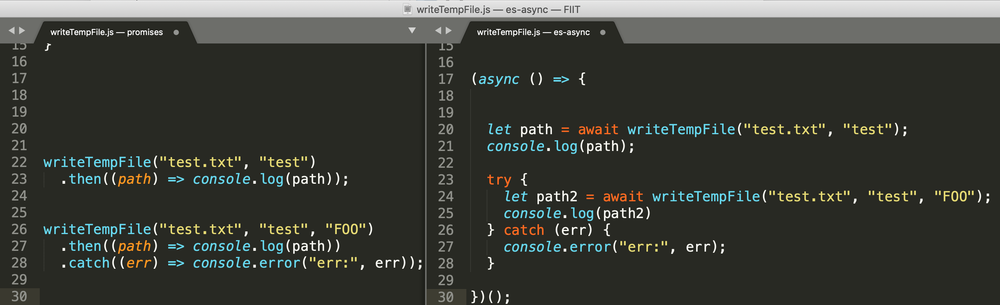 writeTempFile.js — es-async — FIIT
writeTempFile.js — promises
15 }
16
17
18
19
20
21
22 writeTempFile("test.txt", "test")
23   .then((path) => console.log(path));
24
25
26 writeTempFile("test.txt", "test", "FOO")
27   .then((path) => console.log(path))
28   .catch((err) => console.error("err:", err));
29
30
writeTempFile.js — es-async
15
16
17 (async () => {
18
19
20   let path = await writeTempFile("test.txt", "test");
21   console.log(path);
22
23   try {
24     let path2 = await writeTempFile("test.txt", "test", "FOO");
25     console.log(path2)
26   } catch (err) {
27     console.error("err:", err);
28   }
29
30 })();